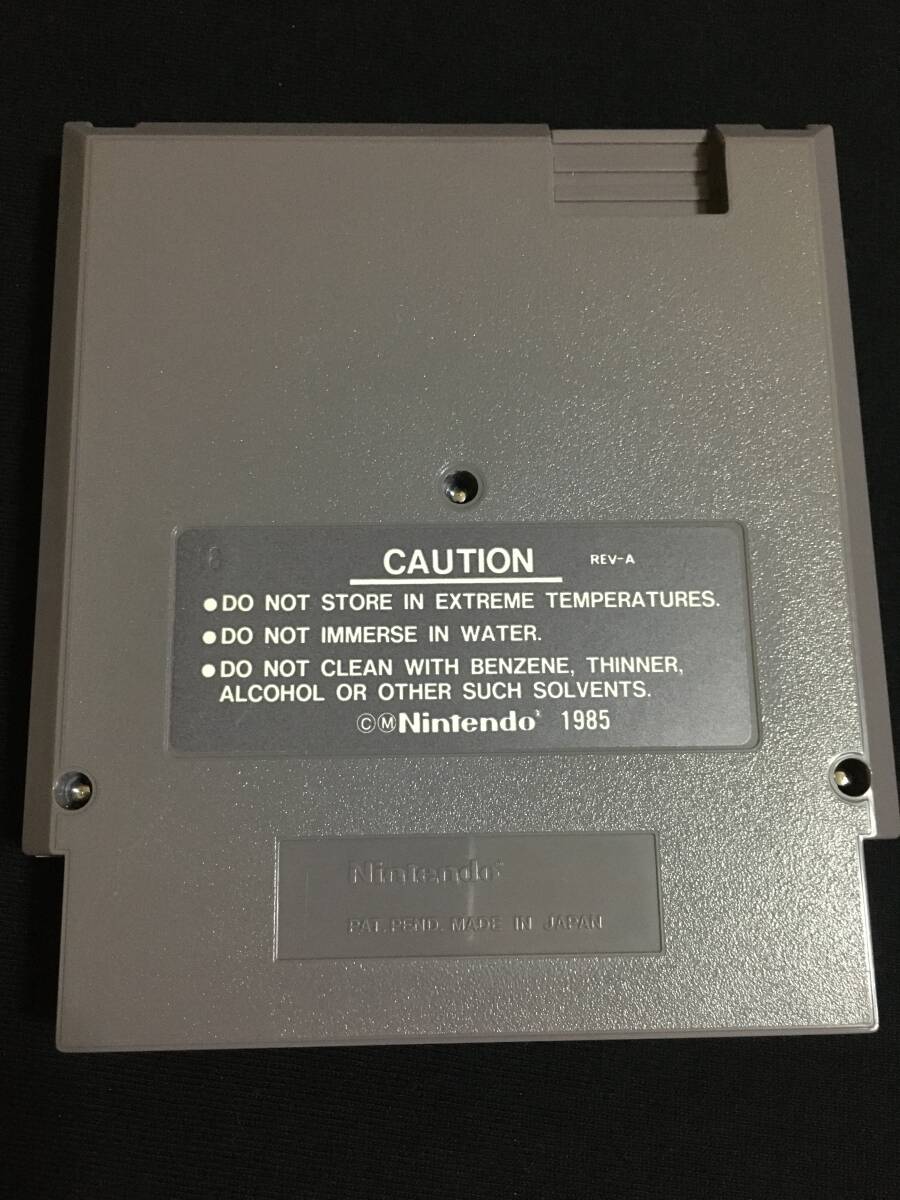 CAUTION REV-A
●DO NOT STORE IN EXTREME TEMPERATURES.
●DO NOT IMMERSE IN WATER.
●DO NOT CLEAN WITH BENZENE, THINNER,
ALCOHOL OR OTHER SUCH SOLVENTS.
ⒸⓂNintendo 1985
Nintendo
PAT. PEND. MADE IN JAPAN